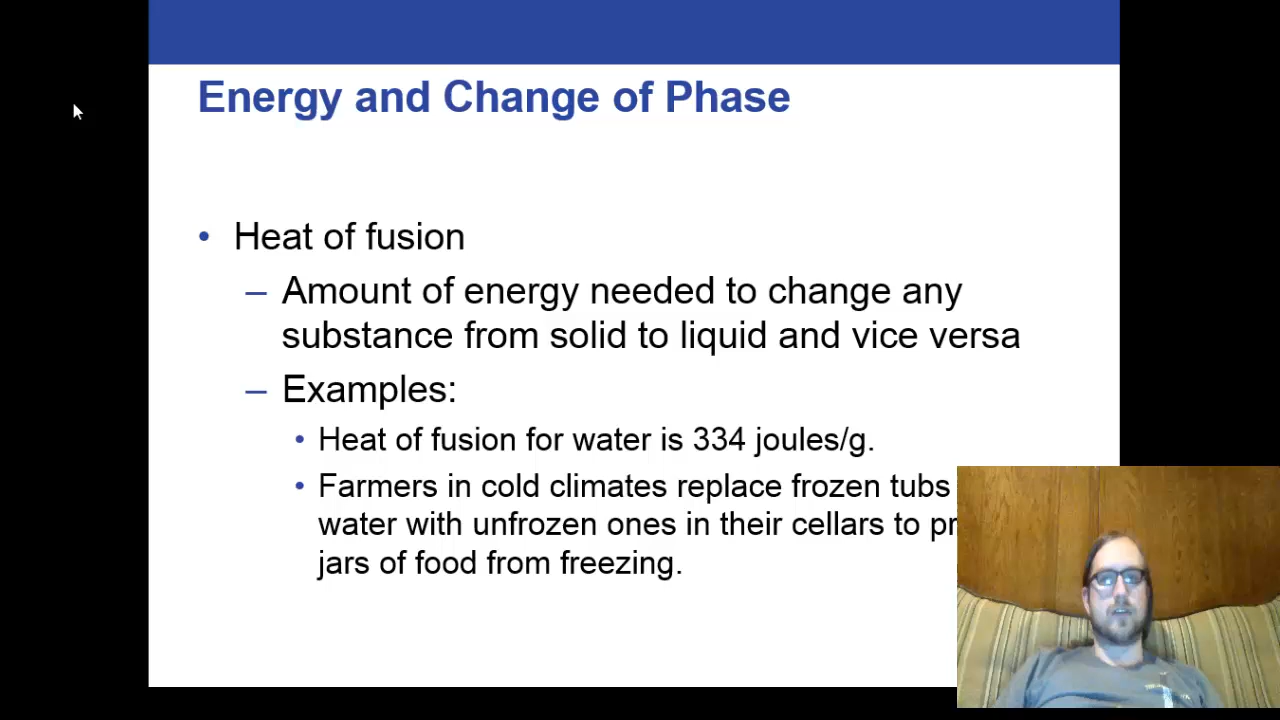 Energy and Change of Phase
• Heat of fusion
– Amount of energy needed to change any
substance from solid to liquid and vice versa
– Examples:
• Heat of fusion for water is 334 joules/g.
• Farmers in cold climates replace frozen tubs
water with unfrozen ones in their cellars to pr
jars of food from freezing.